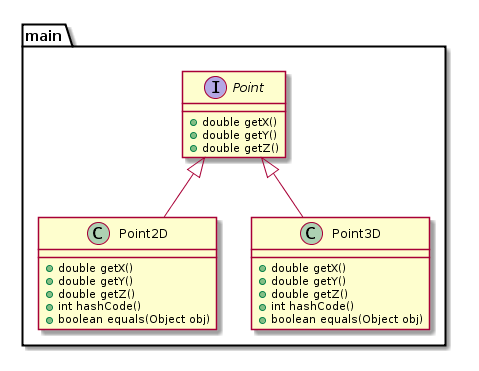 main
I Point
double getX()
double getY()
double getZ()
C Point2D
double getX()
double getY()
double getZ()
int hashCode()
boolean equals(Object obj)
C Point3D
double getX()
double getY()
double getZ()
int hashCode()
boolean equals(Object obj)